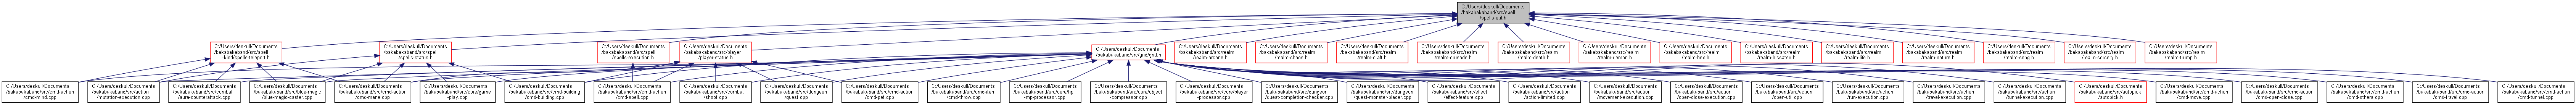 C:/Users/deskull/Documents
/bakabakaband/src/spell
/spells-util.h
C:/Users/deskull/Documents
/bakabakaband/src/spell
-kind/spells-teleport.h
C:/Users/deskull/Documents
/bakabakaband/src/spell
/spells-status.h
C:/Users/deskull/Documents
/bakabakaband/src/spell
/spells-execution.h
C:/Users/deskull/Documents
/bakabakaband/src/player
/player-status.h
C:/Users/deskull/Documents
/bakabakaband/src/grid/grid.h
C:/Users/deskull/Documents
/bakabakaband/src/realm
/realm-arcane.h
C:/Users/deskull/Documents
/bakabakaband/src/realm
/realm-chaos.h
C:/Users/deskull/Documents
/bakabakaband/src/realm
/realm-craft.h
C:/Users/deskull/Documents
/bakabakaband/src/realm
/realm-crusade.h
C:/Users/deskull/Documents
/bakabakaband/src/realm
/realm-death.h
C:/Users/deskull/Documents
/bakabakaband/src/realm
/realm-demon.h
C:/Users/deskull/Documents
/bakabakaband/src/realm
/realm-hex.h
C:/Users/deskull/Documents
/bakabakaband/src/realm
/realm-hissatsu.h
C:/Users/deskull/Documents
/bakabakaband/src/realm
/realm-life.h
C:/Users/deskull/Documents
/bakabakaband/src/realm
/realm-nature.h
C:/Users/deskull/Documents
/bakabakaband/src/realm
/realm-song.h
C:/Users/deskull/Documents
/bakabakaband/src/realm
/realm-sorcery.h
C:/Users/deskull/Documents
/bakabakaband/src/realm
/realm-trump.h
C:/Users/deskull/Documents
/bakabakaband/src/cmd-action
/cmd-mind.cpp
C:/Users/deskull/Documents
/bakabakaband/src/action
/mutation-execution.cpp
C:/Users/deskull/Documents
/bakabakaband/src/combat
/aura-counterattack.cpp
C:/Users/deskull/Documents
/bakabakaband/src/blue-magic
/blue-magic-caster.cpp
C:/Users/deskull/Documents
/bakabakaband/src/cmd-action
/cmd-mane.cpp
C:/Users/deskull/Documents
/bakabakaband/src/core/game
-play.cpp
C:/Users/deskull/Documents
/bakabakaband/src/cmd-building
/cmd-building.cpp
C:/Users/deskull/Documents
/bakabakaband/src/cmd-action
/cmd-spell.cpp
C:/Users/deskull/Documents
/bakabakaband/src/combat
/shoot.cpp
C:/Users/deskull/Documents
/bakabakaband/src/dungeon
/quest.cpp
C:/Users/deskull/Documents
/bakabakaband/src/cmd-action
/cmd-pet.cpp
C:/Users/deskull/Documents
/bakabakaband/src/cmd-item
/cmd-throw.cpp
C:/Users/deskull/Documents
/bakabakaband/src/core/hp
-mp-processor.cpp
C:/Users/deskull/Documents
/bakabakaband/src/core/object
-compressor.cpp
C:/Users/deskull/Documents
/bakabakaband/src/core/player
-processor.cpp
C:/Users/deskull/Documents
/bakabakaband/src/dungeon
/quest-completion-checker.cpp
C:/Users/deskull/Documents
/bakabakaband/src/dungeon
/quest-monster-placer.cpp
C:/Users/deskull/Documents
/bakabakaband/src/effect
/effect-feature.cpp
C:/Users/deskull/Documents
/bakabakaband/src/action
/action-limited.cpp
C:/Users/deskull/Documents
/bakabakaband/src/action
/movement-execution.cpp
C:/Users/deskull/Documents
/bakabakaband/src/action
/open-close-execution.cpp
C:/Users/deskull/Documents
/bakabakaband/src/action
/open-util.cpp
C:/Users/deskull/Documents
/bakabakaband/src/action
/run-execution.cpp
C:/Users/deskull/Documents
/bakabakaband/src/action
/travel-execution.cpp
C:/Users/deskull/Documents
/bakabakaband/src/action
/tunnel-execution.cpp
C:/Users/deskull/Documents
/bakabakaband/src/autopick
/autopick.h
C:/Users/deskull/Documents
/bakabakaband/src/cmd-action
/cmd-move.cpp
C:/Users/deskull/Documents
/bakabakaband/src/cmd-action
/cmd-open-close.cpp
C:/Users/deskull/Documents
/bakabakaband/src/cmd-action
/cmd-others.cpp
C:/Users/deskull/Documents
/bakabakaband/src/cmd-action
/cmd-travel.cpp
C:/Users/deskull/Documents
/bakabakaband/src/cmd-action
/cmd-tunnel.cpp